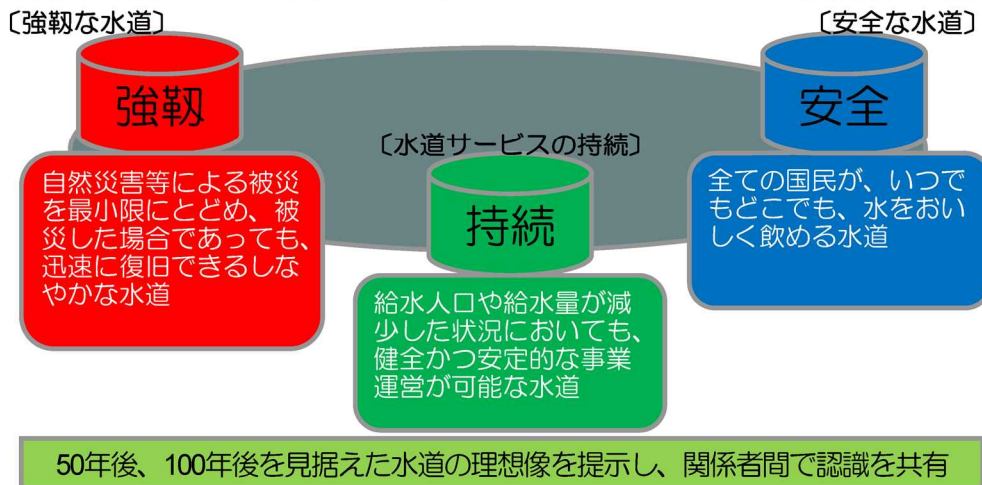 〔強靱な水道〕
強靱
自然災害等による被災
を最小限にとどめ、被
災した場合であっても、
迅速に復旧できるしな
やかな水道
〔水道サービスの持続〕
持続
給水人口や給水量が減
少した状況においても、
健全かつ安定的な事業
運営が可能な水道
〔安全な水道〕
安全
全ての国民が、いつで
もどこでも、水をおい
しく飲める水道
50年後、100年後を見据えた水道の理想像を提示し、関係者間で認識を共有